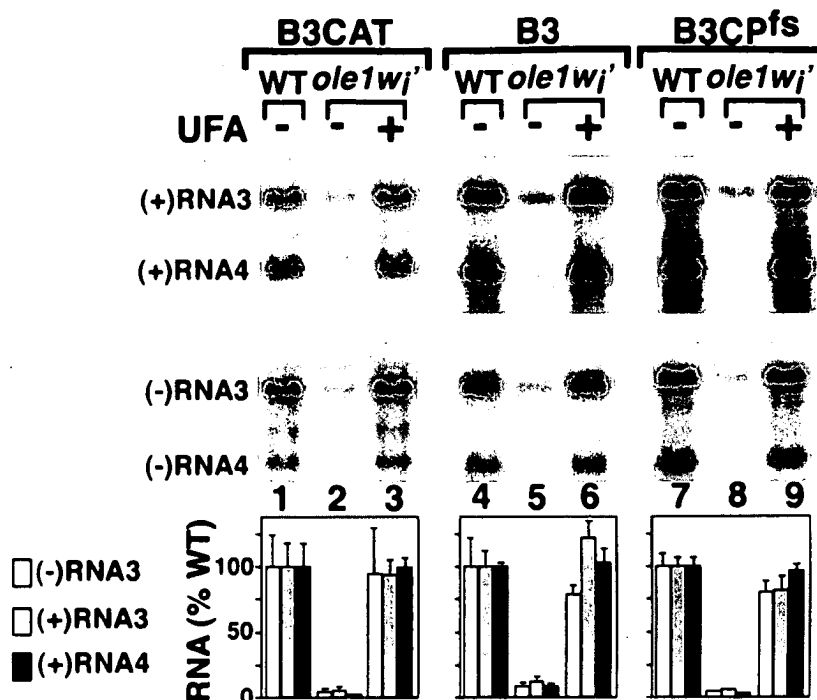 B3CAT B3 B3CPfs
WT ole1wi' WT ole1wi' WT ole1wi'
UFA - - + - - + - - +
(+)RNA3
(+)RNA4
(-)RNA3
(-)RNA4
1 2 3 4 5 6 7 8 9
RNA (% WT)
100
50
0
(-)RNA3
(+)RNA3
(+)RNA4